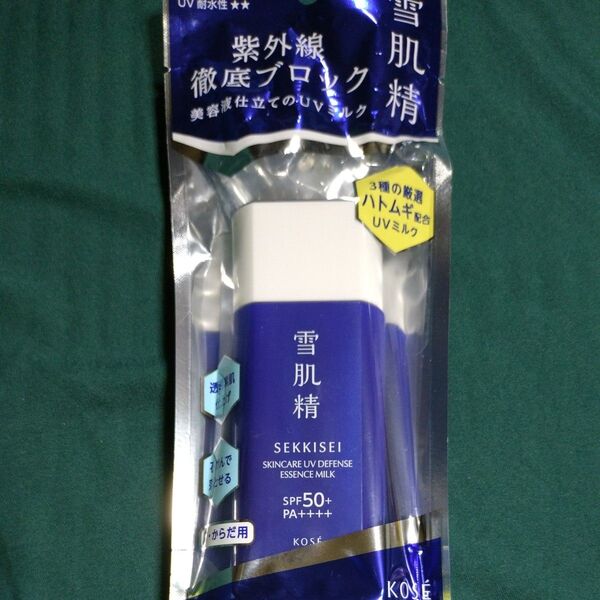 UV耐水性★★
紫外線
徹底ブロック
美容液仕立てのUVミルク
雪肌精
3種の厳選
ハトムギ配合
UVミルク
雪肌精
SEKKISEI
SKINCARE UV DEFENSE
ESSENCE MILK
SPF50+
PA++++
KOSÉ
からだ用
KOSÉ